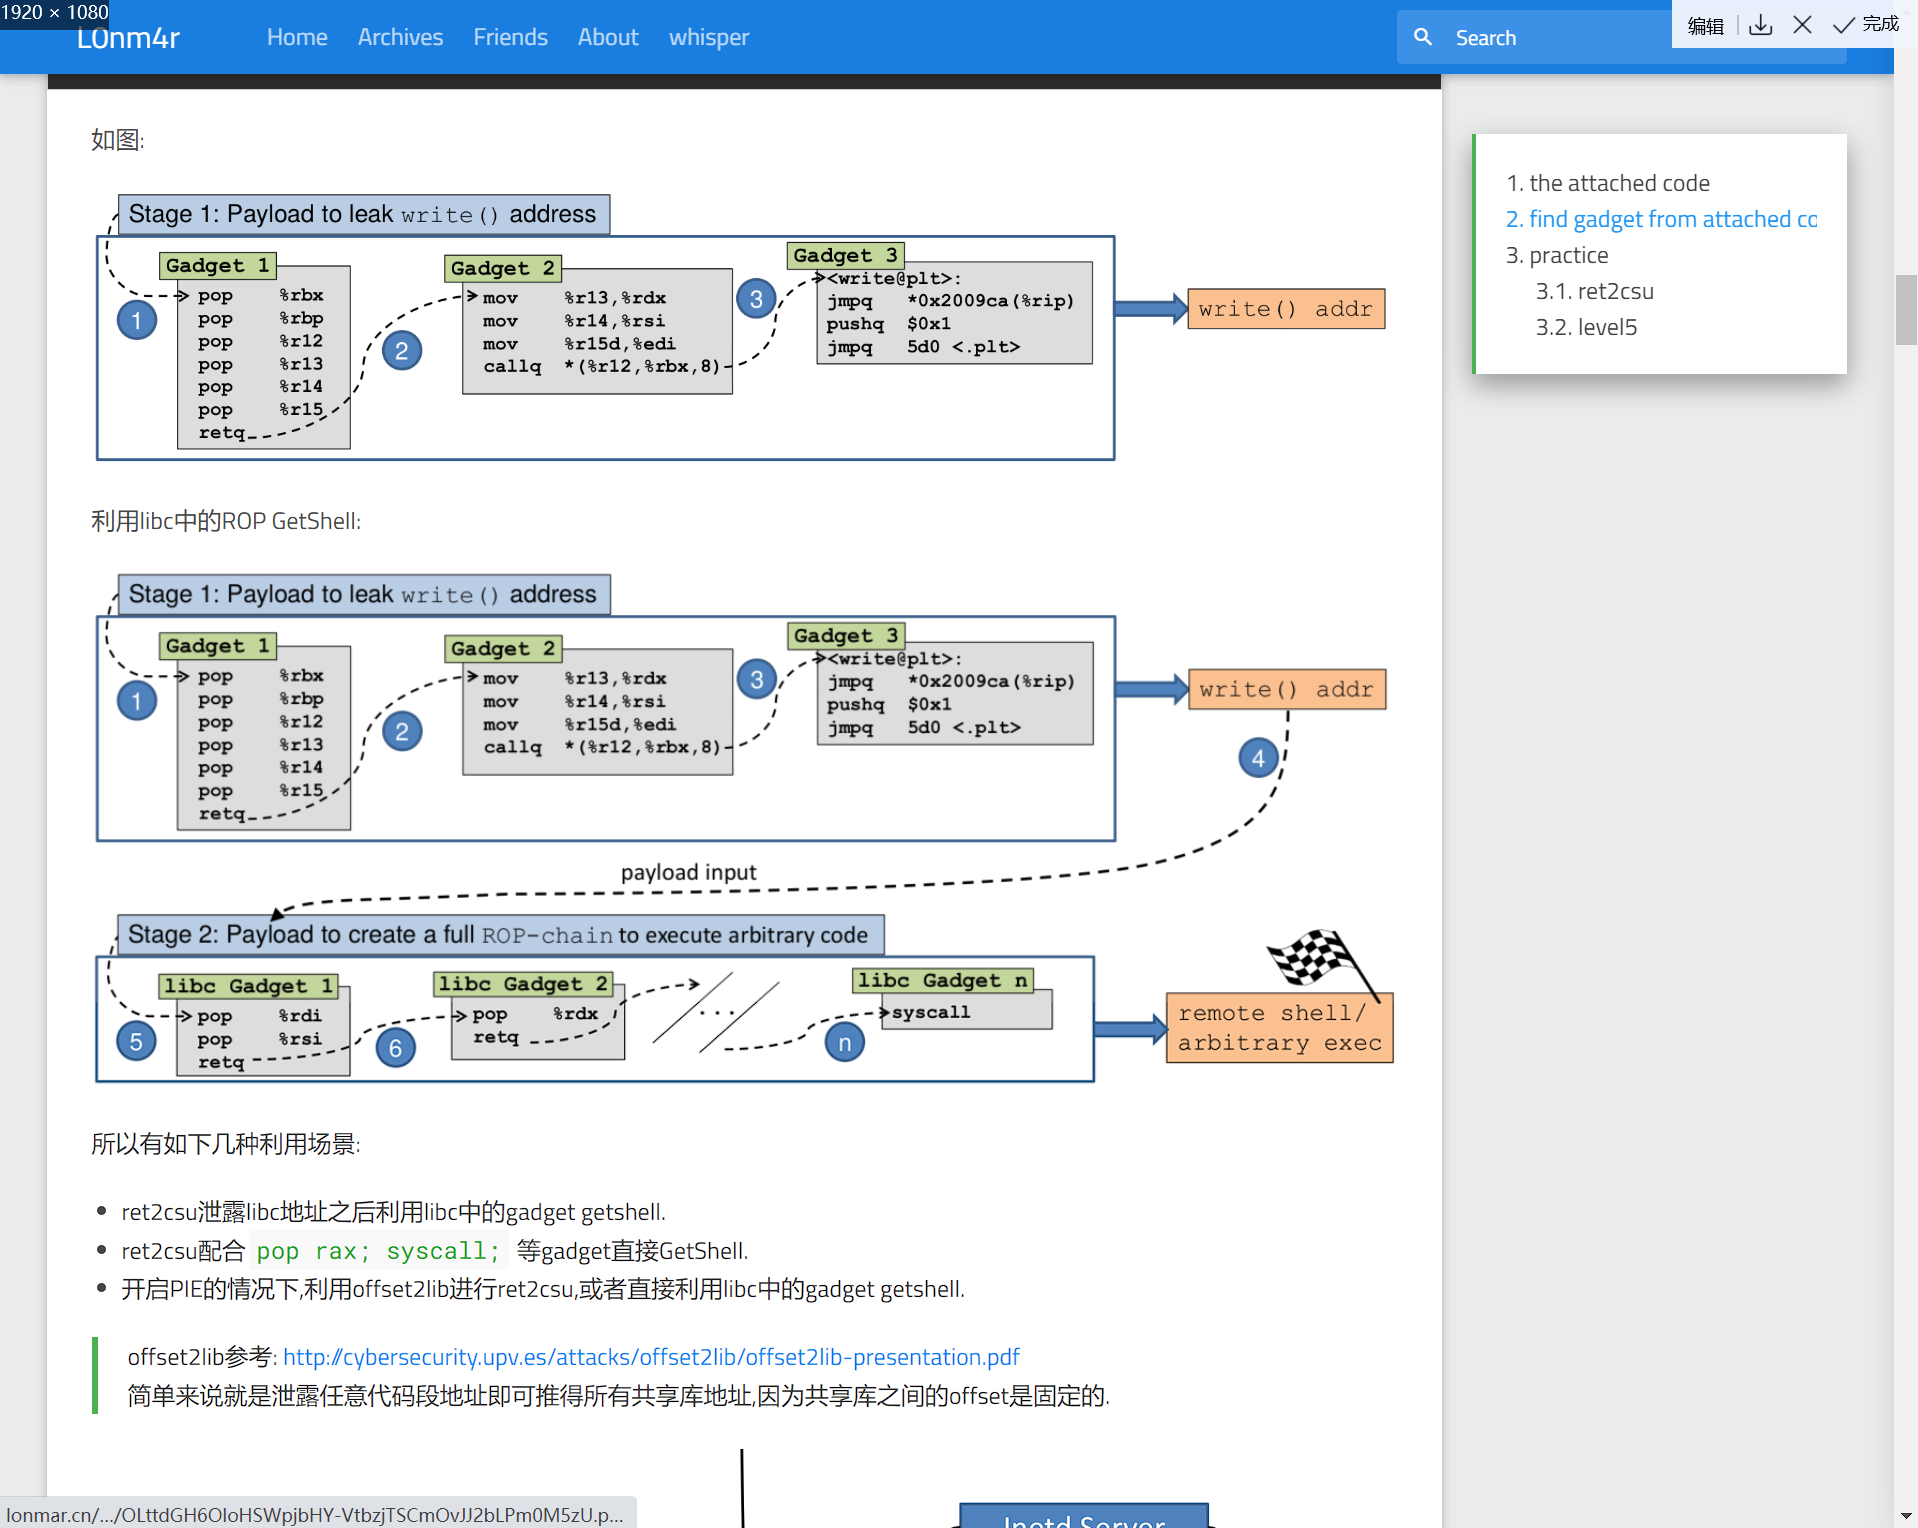 1920 × 1080
L0nm4r
Home Archives Friends About whisper
Search
编辑
完成
如图:
Stage 1: Payload to leak write() address
Gadget 1
pop %rbx
pop %rbp
pop %r12
pop %r13
pop %r14
pop %r15
retq
Gadget 2
mov %r13,%rdx
mov %r14,%rsi
mov %r15d,%edi
callq *(%r12,%rbx,8)
Gadget 3
<write@plt>:
jmpq *0x2009ca(%rip)
pushq $0x1
jmpq 5d0 <.plt>
1
2
3
write() addr
利用libc中的ROP GetShell:
Stage 1: Payload to leak write() address
Gadget 1
pop %rbx
pop %rbp
pop %r12
pop %r13
pop %r14
pop %r15
retq
Gadget 2
mov %r13,%rdx
mov %r14,%rsi
mov %r15d,%edi
callq *(%r12,%rbx,8)
Gadget 3
<write@plt>:
jmpq *0x2009ca(%rip)
pushq $0x1
jmpq 5d0 <.plt>
1
2
3
write() addr
4
payload input
Stage 2: Payload to create a full ROP-chain to execute arbitrary code
libc Gadget 1
pop %rdi
pop %rsi
retq
libc Gadget 2
pop %rdx
retq
...
libc Gadget n
syscall
5
6
n
remote shell/
arbitrary exec
所以有如下几种利用场景:
ret2csu泄露libc地址之后利用libc中的gadget getshell.
ret2csu配合 pop rax; syscall; 等gadget直接GetShell.
开启PIE的情况下,利用offset2lib进行ret2csu,或者直接利用libc中的gadget getshell.
offset2lib参考: http://cybersecurity.upv.es/attacks/offset2lib/offset2lib-presentation.pdf
简单来说就是泄露任意代码段地址即可推得所有共享库地址,因为共享库之间的offset是固定的.
Inetd Server
1. the attached code
2. find gadget from attached co
3. practice
3.1. ret2csu
3.2. level5